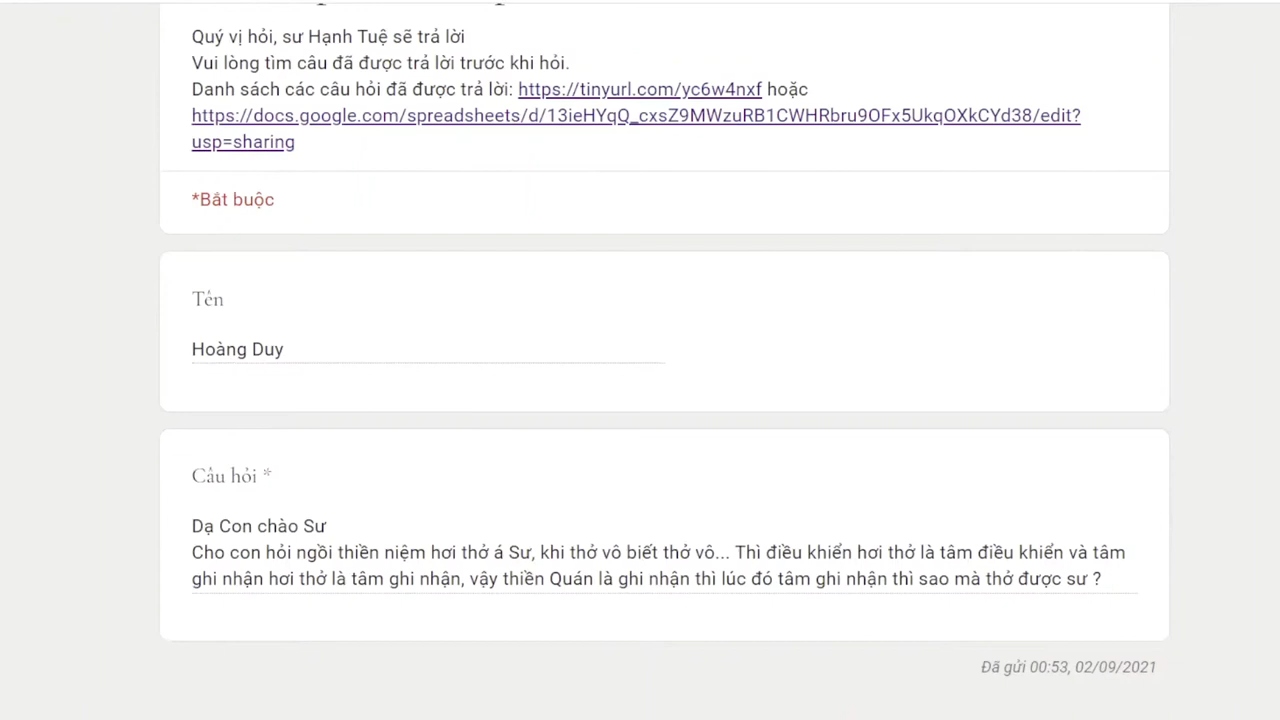 Quý vị hỏi, sư Hạnh Tuệ sẽ trả lời
Vui lòng tìm câu đã được trả lời trước khi hỏi.
Danh sách các câu hỏi đã được trả lời: https://tinyurl.com/yc6w4nxf hoặc
https://docs.google.com/spreadsheets/d/13ieHYqQ_cxsZ9MWzuRB1CWHRbru9OFx5UkqOXkCYd38/edit?
usp=sharing
*Bắt buộc
Tên
Hoàng Duy
Câu hỏi *
Dạ Con chào Sư
Cho con hỏi ngồi thiền niệm hơi thở á Sư, khi thở vô biết thở vô... Thì điều khiển hơi thở là tâm điều khiển và tâm
ghi nhận hơi thở là tâm ghi nhận, vậy thiền Quán là ghi nhận thì lúc đó tâm ghi nhận thì sao mà thở được sư ?
Đã gửi 00:53, 02/09/2021